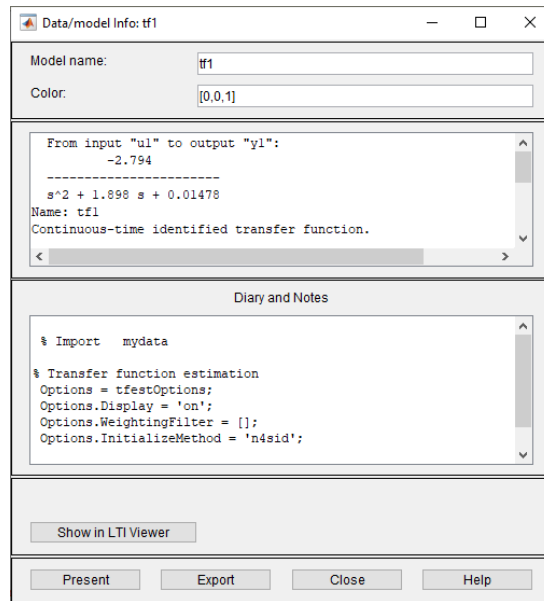 Data/model Info: tf1
Model name:
tf1
Color:
[0,0,1]
From input "u1" to output "y1":
-2.794
------------------------
s^2 + 1.898 s + 0.01478
Name: tf1
Continuous-time identified transfer function.
Diary and Notes
% Import   mydata
% Transfer function estimation
Options = tfestOptions;
Options.Display = 'on';
Options.WeightingFilter = [];
Options.InitializeMethod = 'n4sid';
Show in LTI Viewer
Present
Export
Close
Help